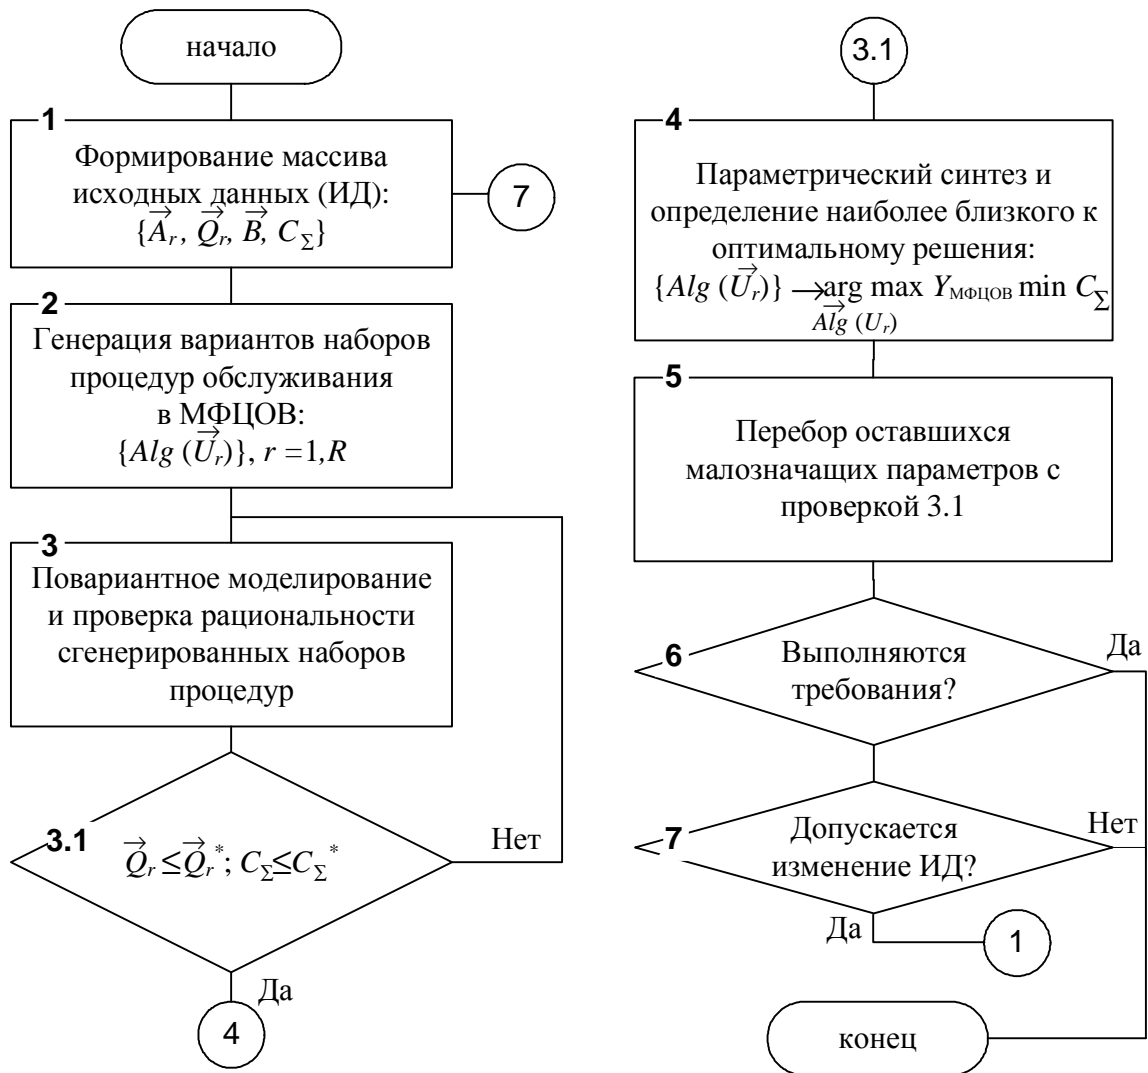 начало
1
Формирование массива
исходных данных (ИД):
{A⃗r, Q⃗r, B⃗, CΣ}
7
2
Генерация вариантов наборов
процедур обслуживания
в МФЦОВ:
{Alg (U⃗r)}, r =1,R
3
Повариантное моделирование
и проверка рациональности
сгенерированных наборов
процедур
3.1
Q⃗r ≤ Q⃗r*; CΣ≤CΣ*
Нет
Да
4
3.1
4
Параметрический синтез и
определение наиболее близкого к
оптимальному решения:
{Alg (U⃗r)} → arg max YМФЦОВ min CΣ
Alg (U⃗r)
5
Перебор оставшихся
малозначащих параметров с
проверкой 3.1
6
Выполняются
требования?
Да
7
Допускается
изменение ИД?
Нет
Да
1
конец